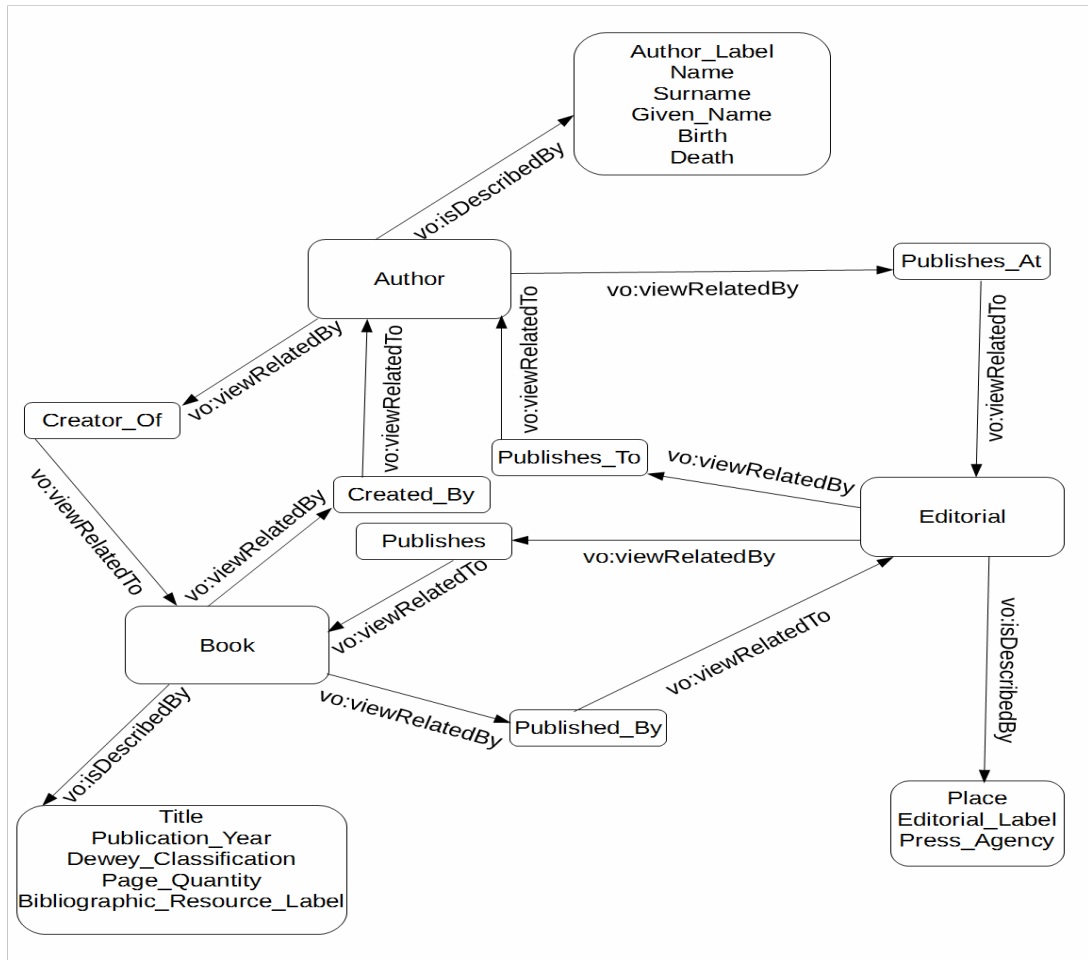 Author_Label
Name
Surname
Given_Name
Birth
Death
vo:isDescribedBy
Author
Publishes_At
vo:viewRelatedBy
vo:viewRelatedTo
vo:viewRelatedTo
vo:viewRelatedBy
vo:viewRelatedTo
Creator_Of
Publishes_To
vo:viewRelatedBy
vo:viewRelatedTo
Created_By
vo:viewRelatedBy
Editorial
Publishes
vo:viewRelatedBy
vo:viewRelatedTo
Book
vo:viewRelatedTo
vo:isDescribedBy
vo:viewRelatedBy
Published_By
vo:isDescribedBy
Place
Editorial_Label
Press_Agency
Title
Publication_Year
Dewey_Classification
Page_Quantity
Bibliographic_Resource_Label